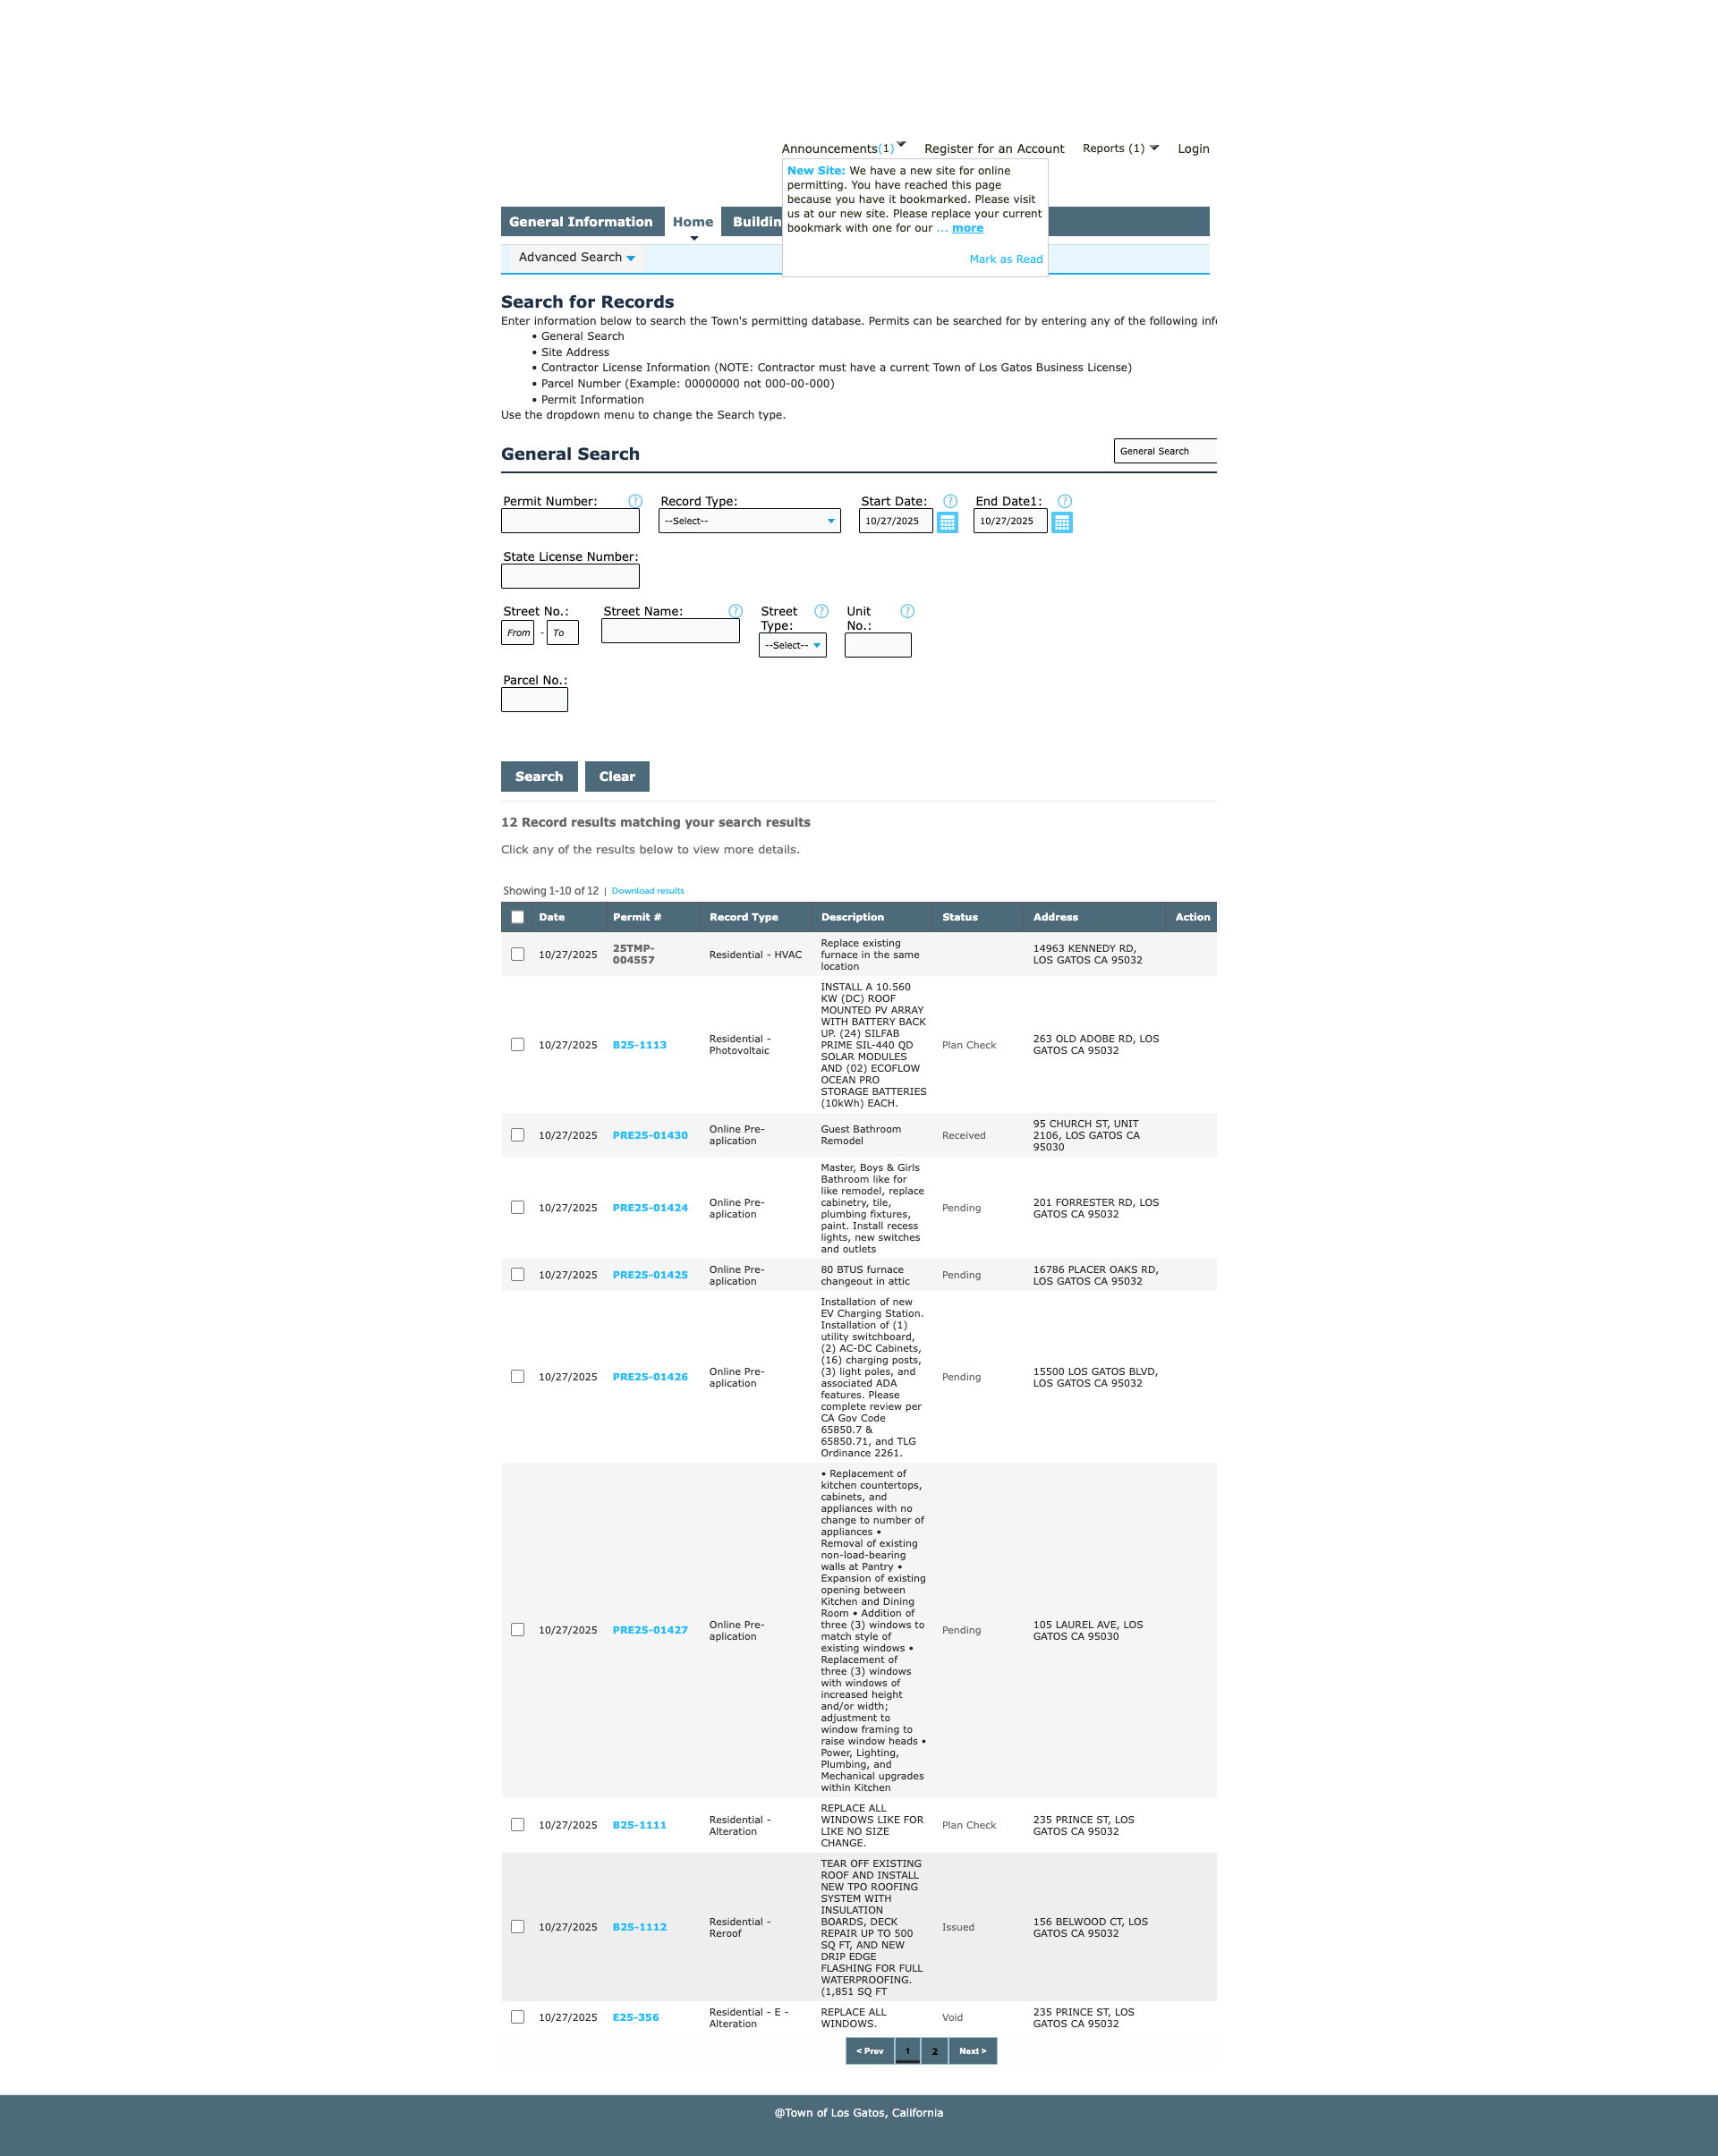 Announcements(1)
Register for an Account
Reports (1)
Login
New Site: We have a new site for online
permitting. You have reached this page
because you have it bookmarked. Please visit
us at our new site. Please replace your current
bookmark with one for our ... more
Mark as Read
General Information
Home
Buildin
Advanced Search
Search for Records
Enter information below to search the Town's permitting database. Permits can be searched for by entering any of the following inf
• General Search
• Site Address
• Contractor License Information (NOTE: Contractor must have a current Town of Los Gatos Business License)
• Parcel Number (Example: 00000000 not 000-00-000)
• Permit Information
Use the dropdown menu to change the Search type.
General Search
General Search
Permit Number: ?
Record Type:
Start Date: ?
End Date1: ?
--Select--
10/27/2025
10/27/2025
State License Number:
Street No.:
Street Name: ?
Street
Type: ?
Unit
No.: ?
From - To
--Select--
Parcel No.:
Search
Clear
12 Record results matching your search results
Click any of the results below to view more details.
Showing 1-10 of 12 | Download results
Date Permit # Record Type Description Status Address Action
10/27/2025
25TMP-
004557
Residential - HVAC
Replace existing
furnace in the same
location
14963 KENNEDY RD,
LOS GATOS CA 95032
10/27/2025
B25-1113
Residential -
Photovoltaic
INSTALL A 10.560
KW (DC) ROOF
MOUNTED PV ARRAY
WITH BATTERY BACK
UP. (24) SILFAB
PRIME SIL-440 QD
SOLAR MODULES
AND (02) ECOFLOW
OCEAN PRO
STORAGE BATTERIES
(10kWh) EACH.
Plan Check
263 OLD ADOBE RD, LOS
GATOS CA 95032
10/27/2025
PRE25-01430
Online Pre-
aplication
Guest Bathroom
Remodel
Received
95 CHURCH ST, UNIT
2106, LOS GATOS CA
95030
10/27/2025
PRE25-01424
Online Pre-
aplication
Master, Boys & Girls
Bathroom like for
like remodel, replace
cabinetry, tile,
plumbing fixtures,
paint. Install recess
lights, new switches
and outlets
Pending
201 FORRESTER RD, LOS
GATOS CA 95032
10/27/2025
PRE25-01425
Online Pre-
aplication
80 BTUS furnace
changeout in attic
Pending
16786 PLACER OAKS RD,
LOS GATOS CA 95032
10/27/2025
PRE25-01426
Online Pre-
aplication
Installation of new
EV Charging Station.
Installation of (1)
utility switchboard,
(2) AC-DC Cabinets,
(16) charging posts,
(3) light poles, and
associated ADA
features. Please
complete review per
CA Gov Code
65850.7 &
65850.71, and TLG
Ordinance 2261.
Pending
15500 LOS GATOS BLVD,
LOS GATOS CA 95032
10/27/2025
PRE25-01427
Online Pre-
aplication
• Replacement of
kitchen countertops,
cabinets, and
appliances with no
change to number of
appliances •
Removal of existing
non-load-bearing
walls at Pantry •
Expansion of existing
opening between
Kitchen and Dining
Room • Addition of
three (3) windows to
match style of
existing windows •
Replacement of
three (3) windows
with windows of
increased height
and/or width;
adjustment to
window framing to
raise window heads •
Power, Lighting,
Plumbing, and
Mechanical upgrades
within Kitchen
Pending
105 LAUREL AVE, LOS
GATOS CA 95030
10/27/2025
B25-1111
Residential -
Alteration
REPLACE ALL
WINDOWS LIKE FOR
LIKE NO SIZE
CHANGE.
Plan Check
235 PRINCE ST, LOS
GATOS CA 95032
10/27/2025
B25-1112
Residential -
Reroof
TEAR OFF EXISTING
ROOF AND INSTALL
NEW TPO ROOFING
SYSTEM WITH
INSULATION
BOARDS, DECK
REPAIR UP TO 500
SQ FT, AND NEW
DRIP EDGE
FLASHING FOR FULL
WATERPROOFING.
(1,851 SQ FT
Issued
156 BELWOOD CT, LOS
GATOS CA 95032
10/27/2025
E25-356
Residential - E -
Alteration
REPLACE ALL
WINDOWS.
Void
235 PRINCE ST, LOS
GATOS CA 95032
< Prev 1 2 Next >
@Town of Los Gatos, California